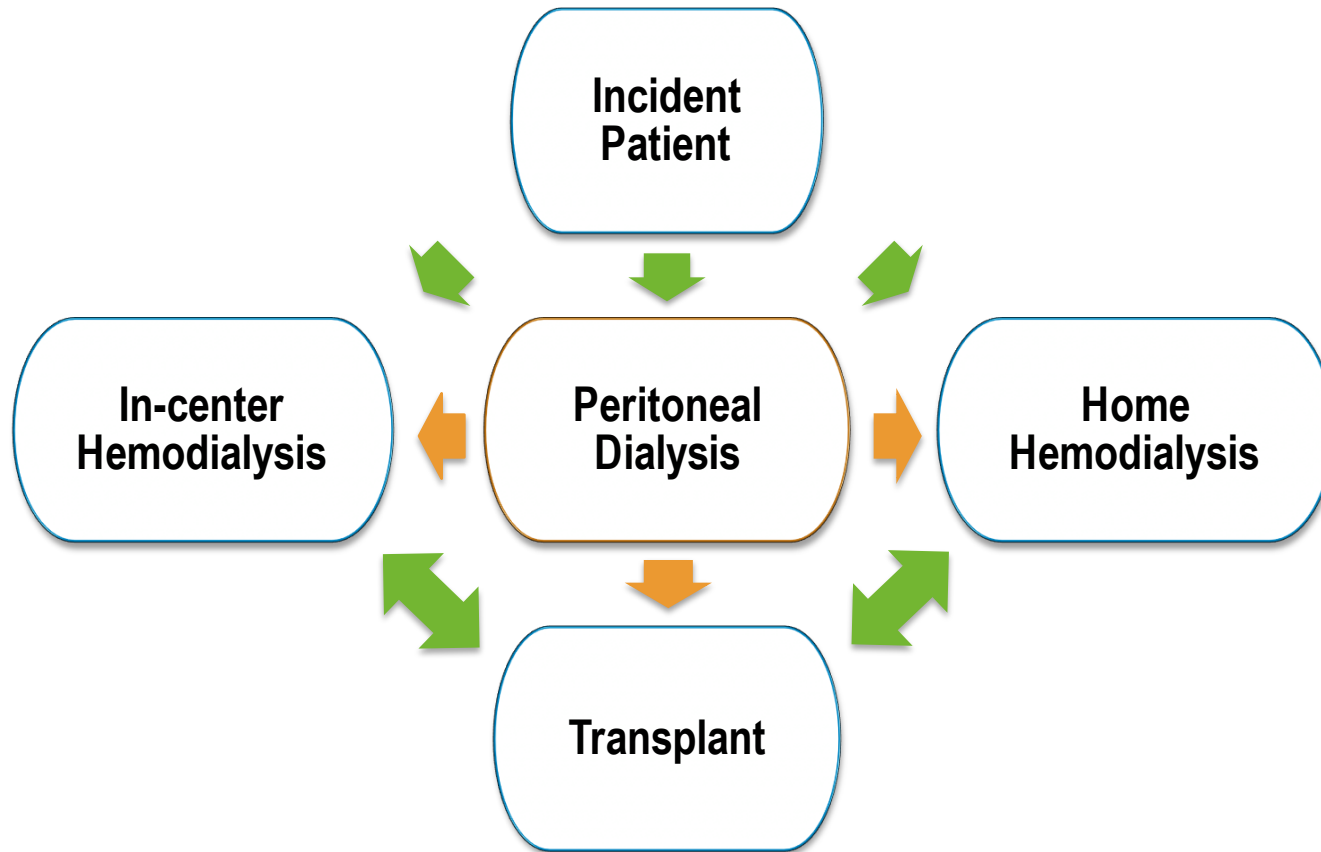 Incident
Patient
In-center
Hemodialysis
Peritoneal
Dialysis
Home
Hemodialysis
Transplant